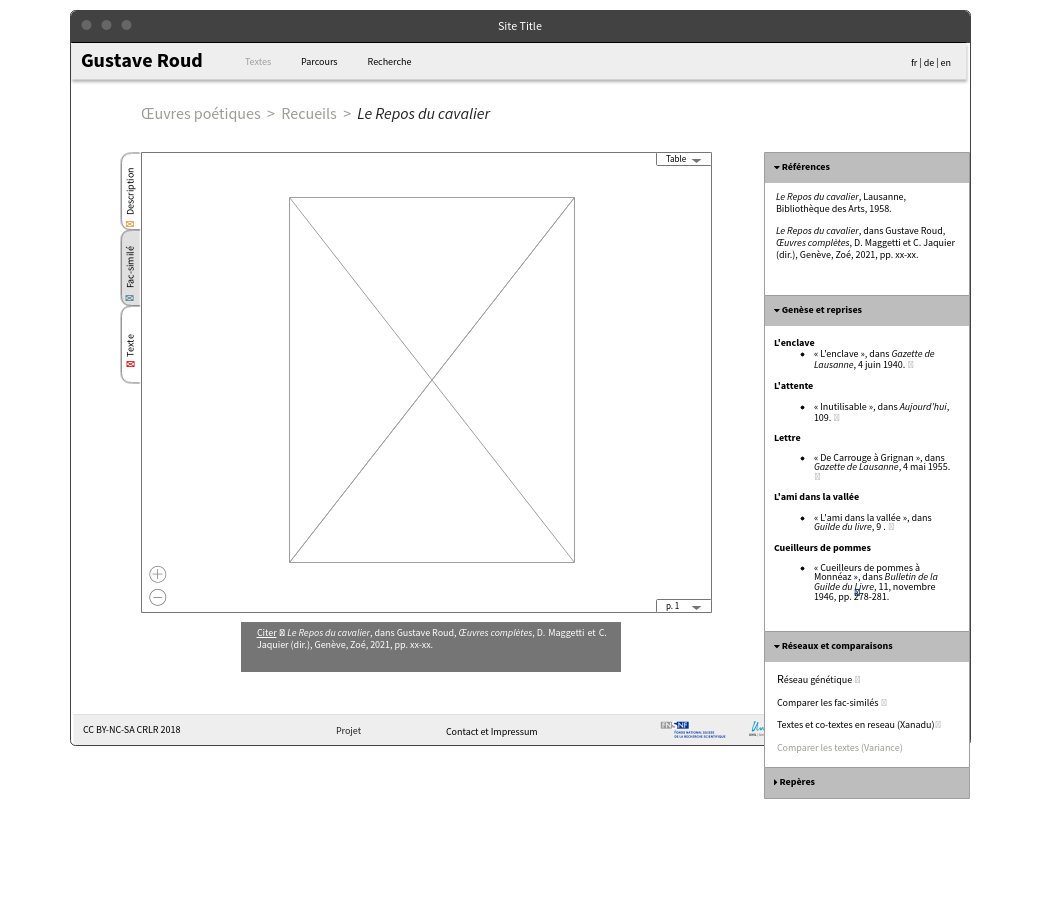 Site Title
Gustave Roud
Textes
Parcours
Recherche
fr | de | en
Œuvres poétiques > Recueils > Le Repos du cavalier
Description
Fac-similé
Texte
Table
p. 1
Citer Le Repos du cavalier, dans Gustave Roud, Œuvres complètes, D. Maggetti et C.
Jaquier (dir.), Genève, Zoé, 2021, pp. xx-xx.
Références
Le Repos du cavalier, Lausanne,
Bibliothèque des Arts, 1958.
Le Repos du cavalier, dans Gustave Roud,
Œuvres complètes, D. Maggetti et C. Jaquier
(dir.), Genève, Zoé, 2021, pp. xx-xx.
Genèse et reprises
L'enclave
« L'enclave », dans Gazette de
Lausanne, 4 juin 1940.
L'attente
« Inutilisable », dans Aujourd'hui,
109.
Lettre
« De Carrouge à Grignan », dans
Gazette de Lausanne, 4 mai 1955.
L'ami dans la vallée
« L'ami dans la vallée », dans
Guilde du livre, 9 .
Cueilleurs de pommes
« Cueilleurs de pommes à
Monnéaz », dans Bulletin de la
Guilde du Livre, 11, novembre
1946, pp. 278-281.
Réseaux et comparaisons
Réseau génétique
Comparer les fac-similés
Textes et co-textes en reseau (Xanadu)
Comparer les textes (Variance)
Repères
CC BY-NC-SA CRLR 2018
Projet
Contact et Impressum
FNSNF
FONDS NATIONAL SUISSE
DE LA RECHERCHE SCIENTIFIQUE